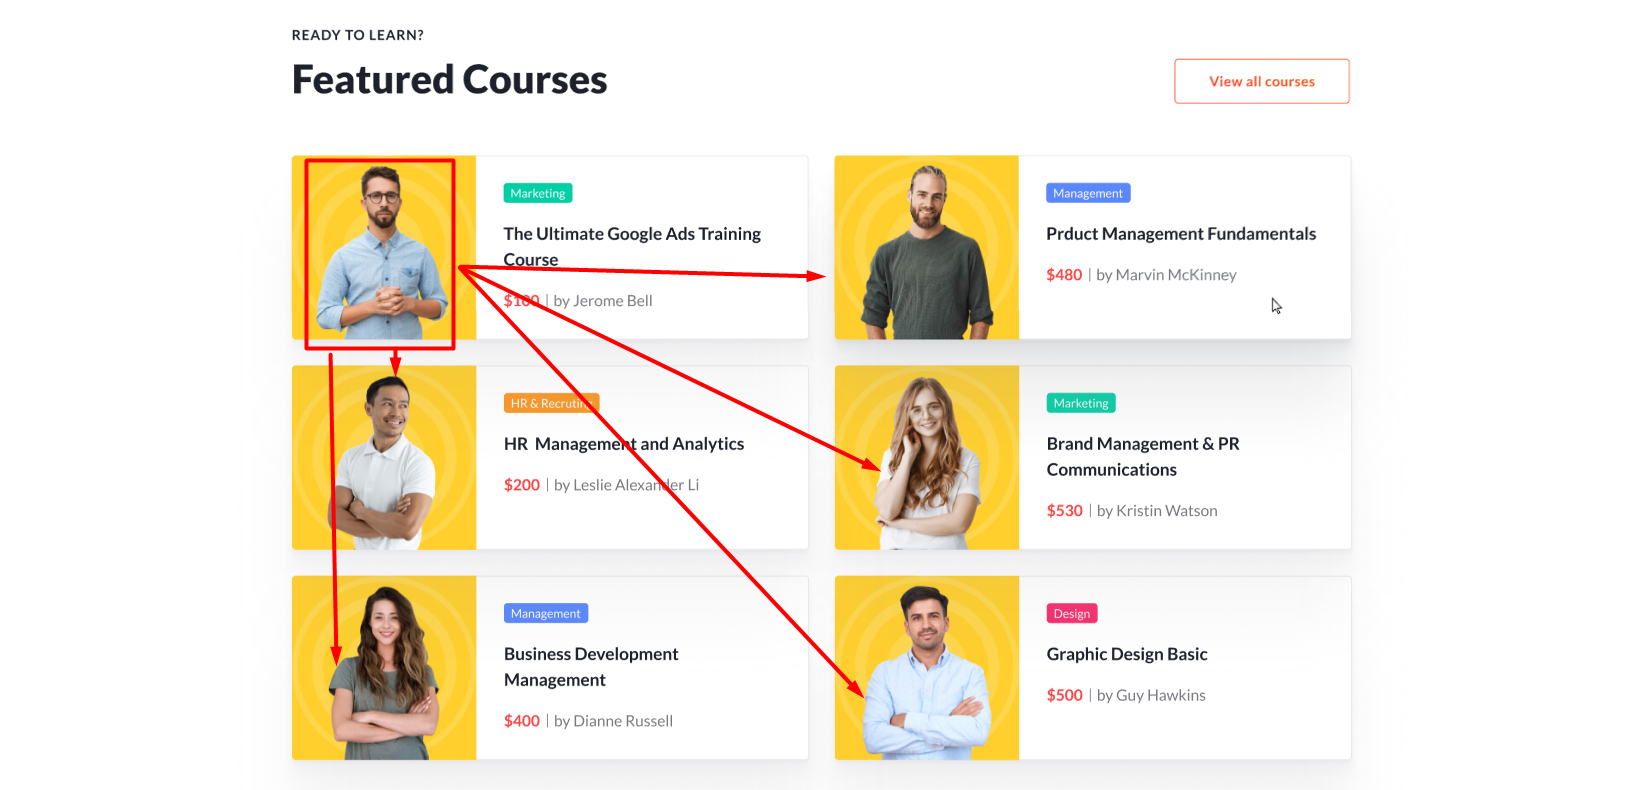 READY TO LEARN?
Featured Courses
View all courses
Marketing
The Ultimate Google Ads Training
Course
$100 | by Jerome Bell
Management
Prduct Management Fundamentals
$480 | by Marvin McKinney
HR & Recruting
HR Management and Analytics
$200 | by Leslie Alexander Li
Marketing
Brand Management & PR
Communications
$530 | by Kristin Watson
Management
Business Development
Management
$400 | by Dianne Russell
Design
Graphic Design Basic
$500 | by Guy Hawkins